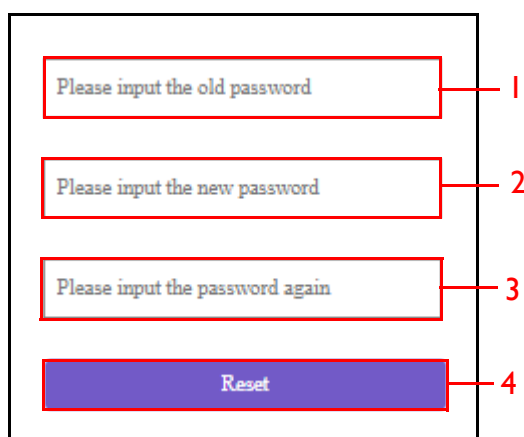 Please input the old password
1
Please input the new password
2
Please input the password again
3
Reset
4